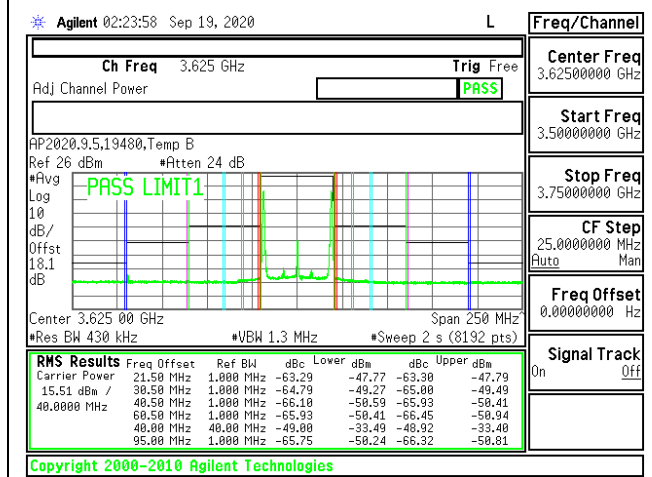 Agilent 02:23:58 Sep 19, 2020 L Freq/Channel
Ch Freq 3.625 GHz Trig Free
Adj Channel Power PASS
AP2020.9.5,19480,Temp B
Ref 26 dBm #Atten 24 dB
#Avg
Log
10
dB/
Offst
18.1
dB
PASS LIMIT1
Center 3.625 00 GHz Span 250 MHz
#Res BW 430 kHz #VBW 1.3 MHz #Sweep 2 s (8192 pts)
RMS Results Freq Offset Ref BW dBc Lower dBm dBc Upper dBm
Carrier Power 21.50 MHz 1.000 MHz -63.29 -47.77 -63.30 -47.79
15.51 dBm / 30.50 MHz 1.000 MHz -64.79 -49.27 -65.00 -49.49
40.0000 MHz 40.50 MHz 1.000 MHz -66.10 -50.59 -65.93 -50.41
60.50 MHz 1.000 MHz -65.93 -50.41 -66.45 -50.94
40.00 MHz 40.00 MHz -49.00 -33.49 -48.92 -33.40
95.00 MHz 1.000 MHz -65.75 -50.24 -66.32 -50.81
Copyright 2000-2010 Agilent Technologies
Center Freq
3.62500000 GHz
Start Freq
3.50000000 GHz
Stop Freq
3.75000000 GHz
CF Step
25.0000000 MHz
Auto Man
Freq Offset
0.00000000 Hz
Signal Track
On Off